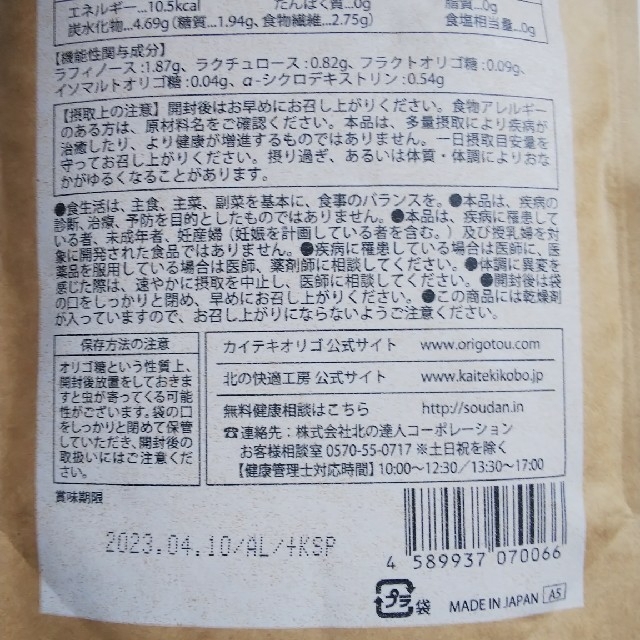 エネルギー…10.5kcal たんぱく質…0g 脂質…0g
炭水化物…4.69g(糖質…1.94g、食物繊維…2.75g) 食塩相当量…0g
【機能性関与成分】
ラフィノース:1.87g、ラクチュロース:0.82g、フラクトオリゴ糖:0.09g、
イソマルトオリゴ糖:0.04g、α-シクロデキストリン:0.54g
【摂取上の注意】開封後はお早めにお召し上がりください。食物アレルギー
のある方は、原材料名をご確認ください。本品は、多量摂取により疾病が
治癒したり、より健康が増進するものではありません。一日摂取目安量を
守ってお召し上がりください。摂り過ぎ、あるいは体質・体調によりおな
かがゆるくなることがあります。
●食生活は、主食、主菜、副菜を基本に、食事のバランスを。●本品は、疾病の
診断、治療、予防を目的としたものではありません。●本品は、疾病に罹患して
いる者、未成年者、妊産婦(妊娠を計画している者を含む。)及び授乳婦を対
象に開発された食品ではありません。●疾病に罹患している場合は医師に、医
薬品を服用している場合は医師、薬剤師に相談してください。●体調に異変を
感じた際は、速やかに摂取を中止し、医師に相談してください。●開封後は袋
の口をしっかりと閉め、早めにお召し上がりください。●この商品には乾燥剤
が入っていますので、お召し上がりにならないようご注意ください。
保存方法の注意
オリゴ糖という性質上、
開封後放置をしておきま
すと虫が寄ってくる可能
性がございます。袋の口
をしっかりと閉めて保管
していただき、開封後の
取扱いにはご注意くだ
さい。
カイテキオリゴ 公式サイト www.origotou.com
北の快適工房 公式サイト www.kaitekikobo.jp
無料健康相談はこちら http://soudan.in
☎連絡先:株式会社北の達人コーポレーション
お客様相談室 0570-55-0717 ※土日祝を除く
【健康管理士対応時間】10:00〜12:30/13:30〜17:00
賞味期限
2023.04.10/AL/+KSP
4 589937 070066
プラ 袋 MADE IN JAPAN A5